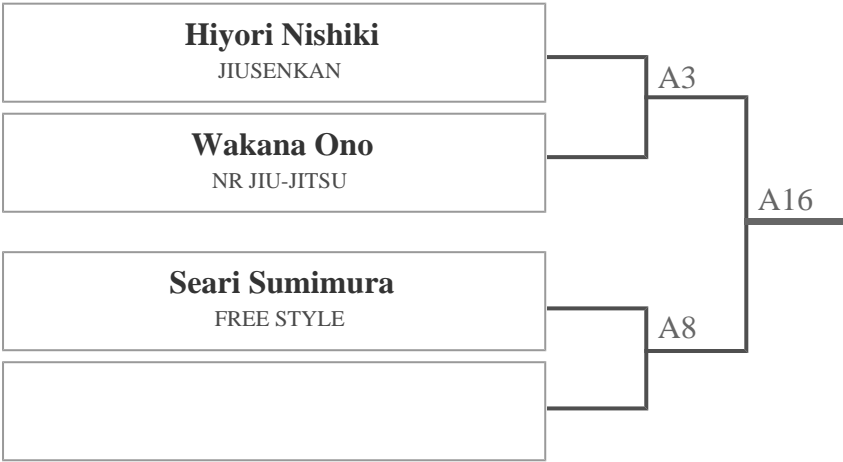 Hiyori Nishiki
JIUSENKAN
A3
Wakana Ono
NR JIU-JITSU
A16
Seari Sumimura
FREE STYLE
A8